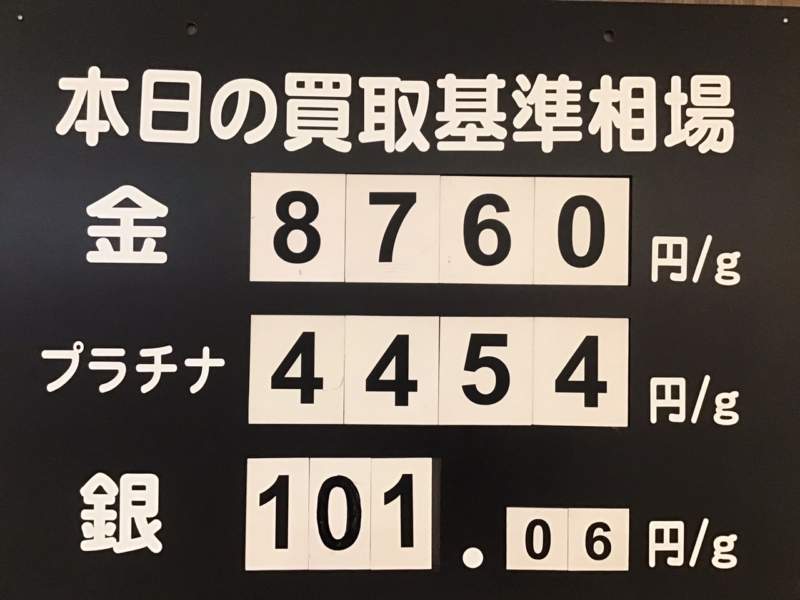 本日の買取基準相場
金 8760 円/g
プラチナ 4454 円/g
銀 101.06 円/g